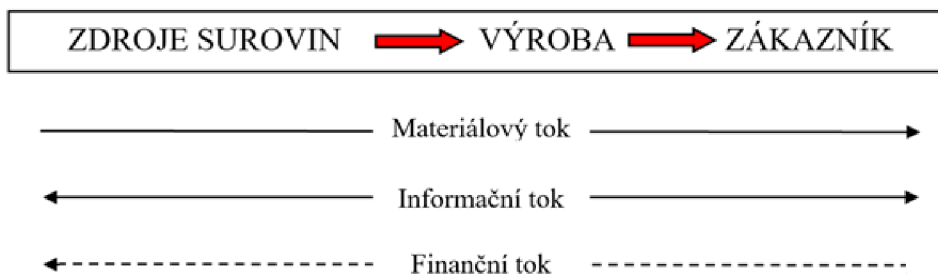 ZDROJE SUROVIN VÝROBA ZÁKAZNÍK
Materiálový tok
Informační tok
Finanční tok